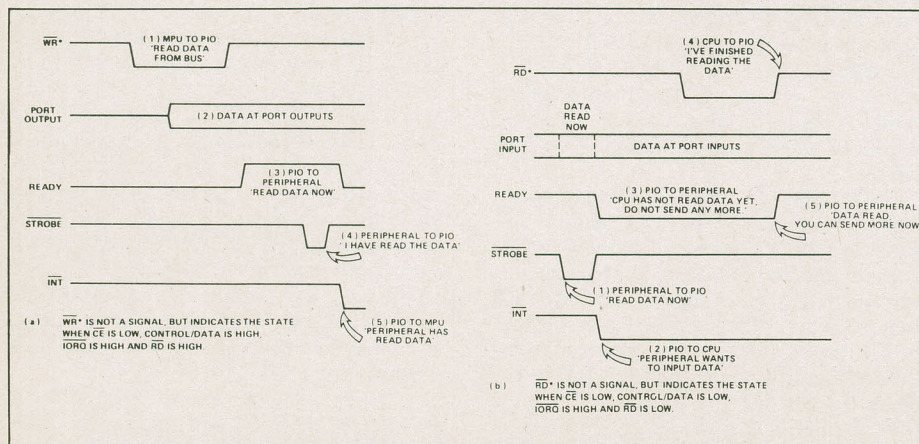 WR*
( 1 ) MPU TO PIO
'READ DATA
FROM BUS'
PORT
OUTPUT
( 2 ) DATA AT PORT OUTPUTS
READY
( 3 ) PIO TO
PERIPHERAL
'READ DATA NOW'
STROBE
( 4 ) PERIPHERAL TO PIO
'I HAVE READ THE DATA'
INT
( 5 ) PIO TO MPU
'PERIPHERAL HAS
READ DATA'
( a ) WR* IS NOT A SIGNAL, BUT INDICATES THE STATE
WHEN CE IS LOW, CONTROL/DATA IS HIGH,
IORQ IS HIGH AND RD IS HIGH.
( 4 ) CPU TO PIO
'I'VE FINISHED
READING THE
DATA'
RD*
DATA
READ
NOW
PORT
INPUT
DATA AT PORT INPUTS
READY
( 3 ) PIO TO PERIPHERAL
'CPU HAS NOT READ DATA YET,
DO NOT SEND ANY MORE '
( 5 ) PIO TO PERIPHERAL
'DATA READ
YOU CAN SEND MORE NOW
STROBE
( 1 ) PERIPHERAL TO PIO
'READ DATA NOW'
INT
( 2 ) PIO TO CPU
'PERIPHERAL WANTS
TO INPUT DATA'
( b ) RD* IS NOT A SIGNAL, BUT INDICATES THE STATE
WHEN CE IS LOW, CONTROL/DATA IS LOW,
IORQ IS HIGH AND RD IS LOW.